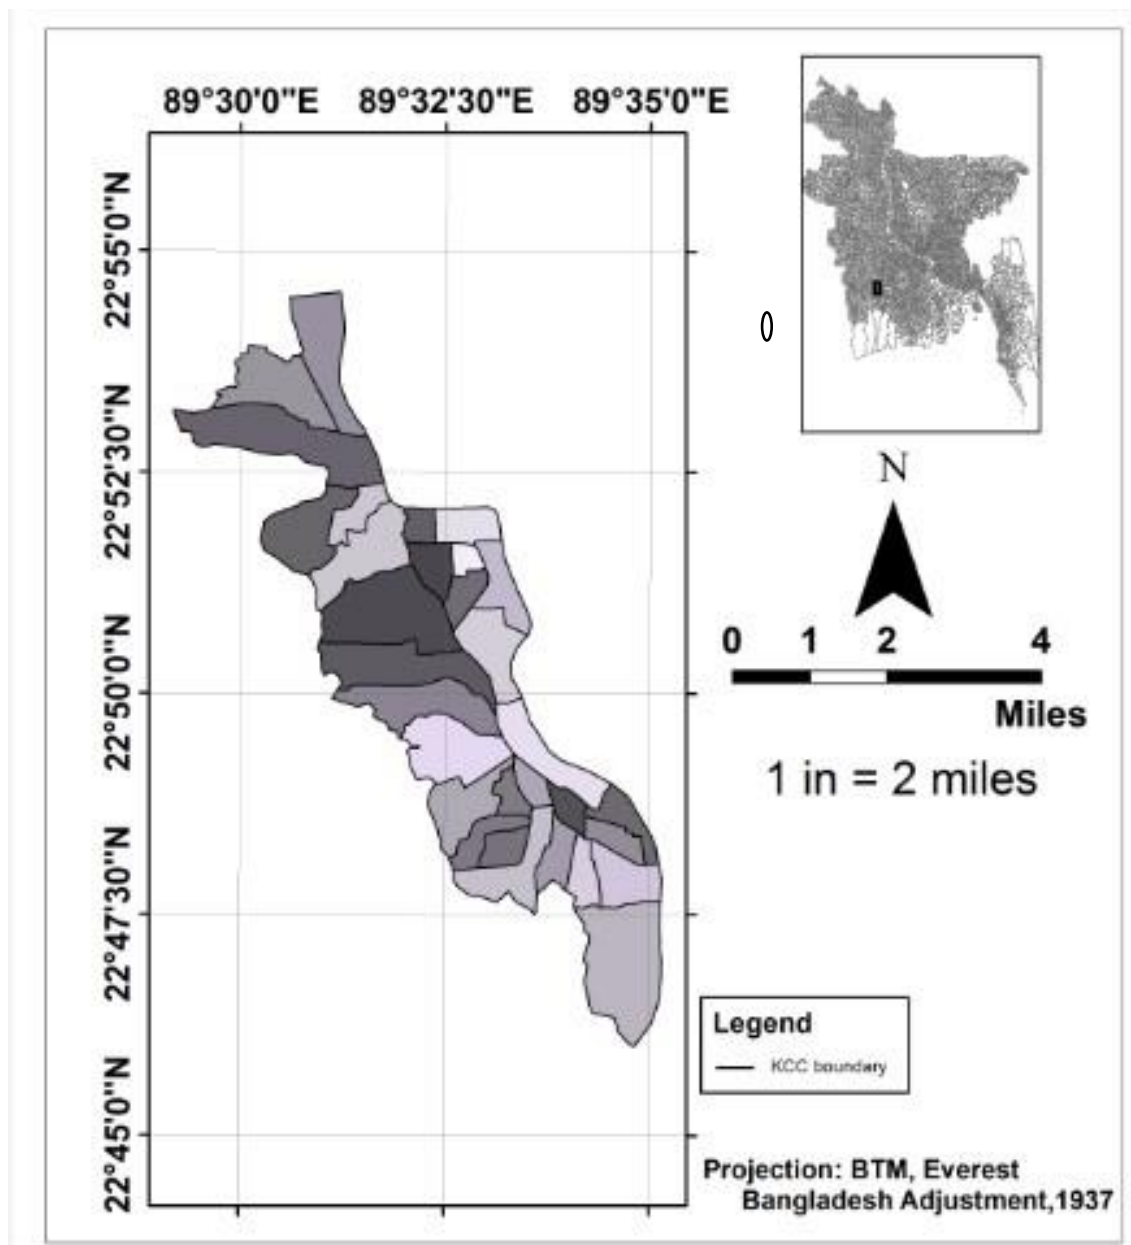 89°30'0"E 89°32'30"E 89°35'0"E
22°55'0"N
22°52'30"N
22°50'0"N
22°47'30"N
22°45'0"N
0
N
0 1 2 4
Miles
1 in = 2 miles
Legend
KCC boundary
Projection: BTM, Everest
Bangladesh Adjustment,1937